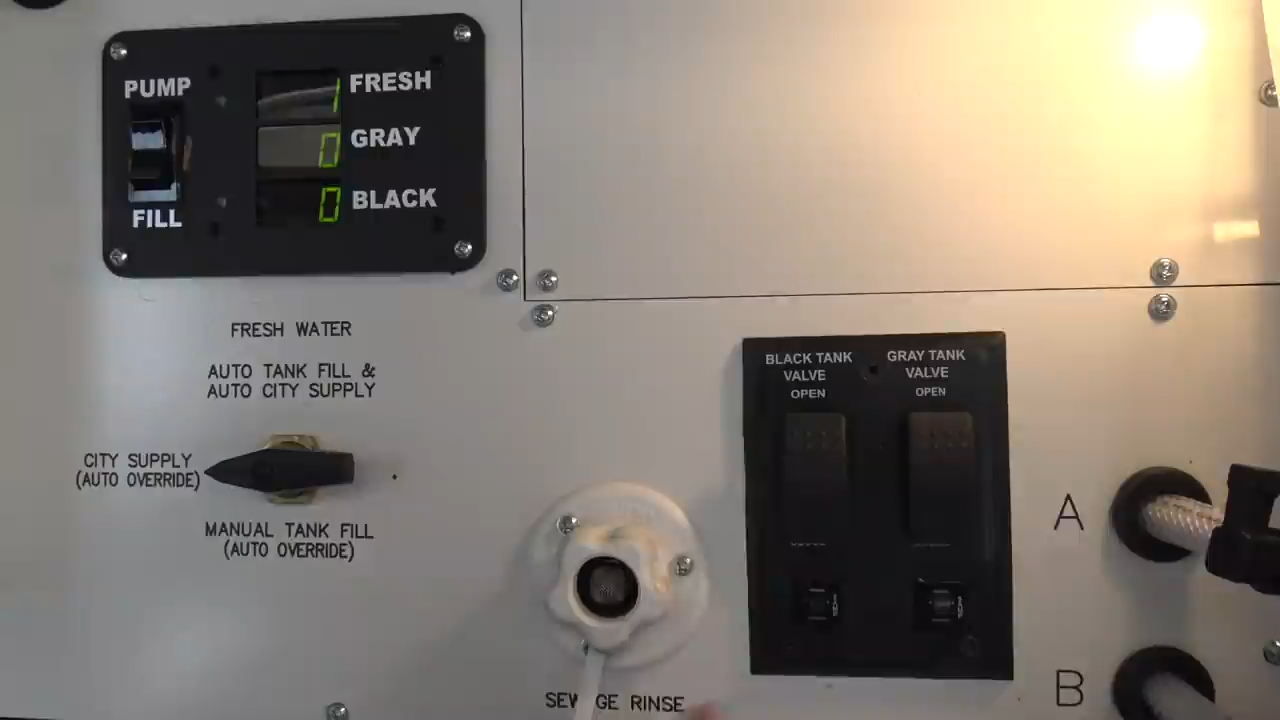 PUMP
FILL
1 FRESH
0 GRAY
0 BLACK
FRESH WATER
AUTO TANK FILL &
AUTO CITY SUPPLY
CITY SUPPLY
(AUTO OVERRIDE)
MANUAL TANK FILL
(AUTO OVERRIDE)
BLACK TANK
VALVE
OPEN
GRAY TANK
VALVE
OPEN
A
B
RINSE